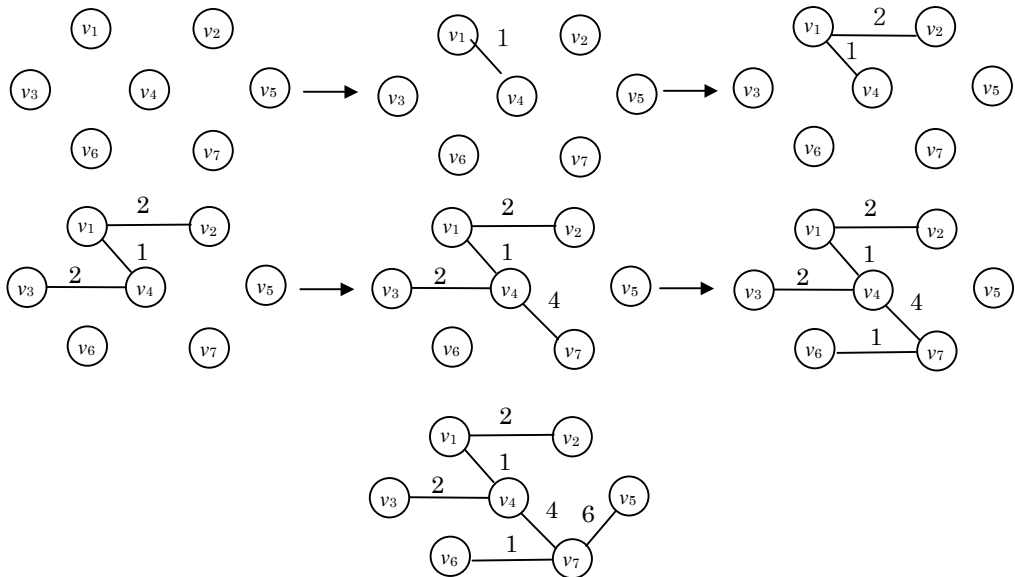 v1 v2 v1 1 v2 v1 2 v2
1
v3 v4 v5 v3 v4 v5 v3 v4 v5
v6 v7 v6 v7 v6 v7
v1 2 v2 v1 2 v2 v1 2 v2
1 1 1
v3 2 v4 v5 v3 2 v4 v5 v3 2 v4 v5
4 4
v6 v7 v6 v7 v6 1 v7
v1 2 v2
1
v3 2 v4 v5
4 6
v6 1 v7